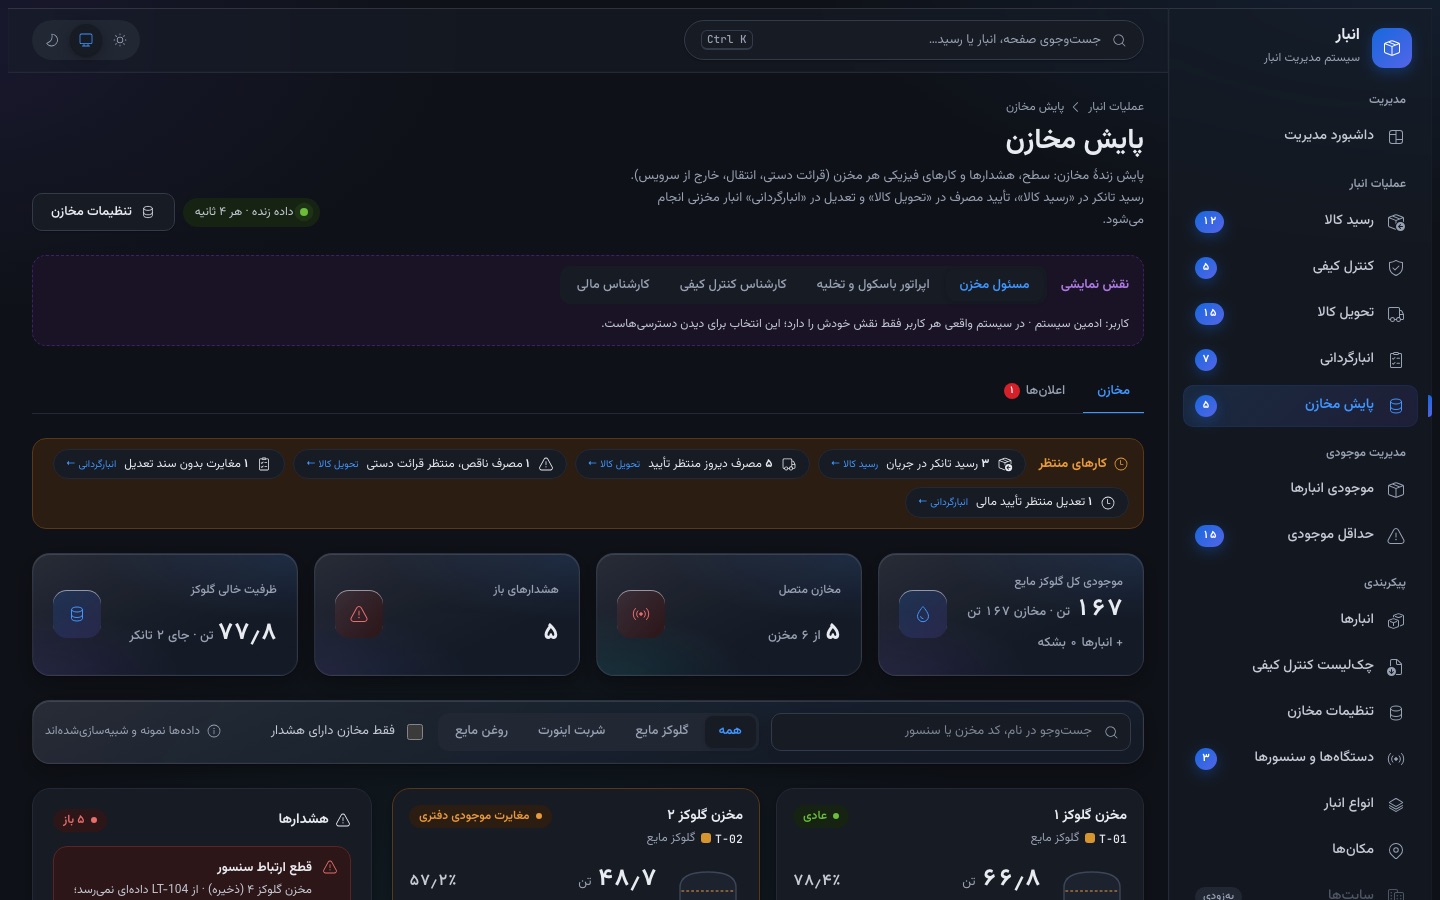 انبار
سیستم مدیریت انبار
مدیریت
داشبورد مدیریت
عملیات انبار
رسید کالا ۱۲
کنترل کیفی ۵
تحویل کالا ۱۵
انبارگردانی ۷
پایش مخازن ۵
مدیریت موجودی
موجودی انبارها
حداقل موجودی ۱۵
پیکربندی
انبارها
چک‌لیست کنترل کیفی
تنظیمات مخازن
دستگاه‌ها و سنسورها ۳
انواع انبار
مکان‌ها
سایت‌ها به‌زودی
جست‌وجوی صفحه، انبار یا رسید… Ctrl K
عملیات انبار
پایش مخازن
پایش مخازن
پایش زندهٔ مخازن: سطح، هشدارها و کارهای فیزیکی هر مخزن (قرائت دستی، انتقال، خارج از سرویس).
رسید تانکر در «رسید کالا»، تأیید مصرف در «تحویل کالا» و تعدیل در «انبارگردانی» انبار مخزنی انجام
می‌شود.
داده زنده · هر ۴ ثانیه
تنظیمات مخازن
نقش نمایشی
مسئول مخزن
اپراتور باسکول و تخلیه
کارشناس کنترل کیفی
کارشناس مالی
کاربر: ادمین سیستم · در سیستم واقعی هر کاربر فقط نقش خودش را دارد؛ این انتخاب برای دیدن دسترسی‌هاست.
مخازن
اعلان‌ها ۱
کارهای منتظر
۳ رسید تانکر در جریان رسید کالا ←
۵ مصرف دیروز منتظر تأیید تحویل کالا ←
۱ مصرف ناقص، منتظر قرائت دستی تحویل کالا ←
۱ مغایرت بدون سند تعدیل انبارگردانی ←
۱ تعدیل منتظر تأیید مالی انبارگردانی ←
موجودی کل گلوکز مایع
۱۶۷ تن · مخازن ۱۶۷ تن
+ انبارها ۰ بشکه
مخازن متصل
۵ از ۶ مخزن
هشدارهای باز
۵
ظرفیت خالی گلوکز
۷۷٫۸ تن · جای ۲ تانکر
جست‌وجو در نام، کد مخزن یا سنسور
همه
گلوکز مایع
شربت اینورت
روغن مایع
فقط مخازن دارای هشدار
داده‌ها نمونه و شبیه‌سازی‌شده‌اند
مخزن گلوکز ۱ عادی
T-01 گلوکز مایع
۶۶٫۸ تن ۷۸٫۴٪
مخزن گلوکز ۲ مغایرت موجودی دفتری
T-02 گلوکز مایع
۴۸٫۷ تن ۵۷٫۲٪
هشدارها ۵ باز
قطع ارتباط سنسور
مخزن گلوکز ۴ (ذخیره) · از LT-104 داده‌ای نمی‌رسد؛